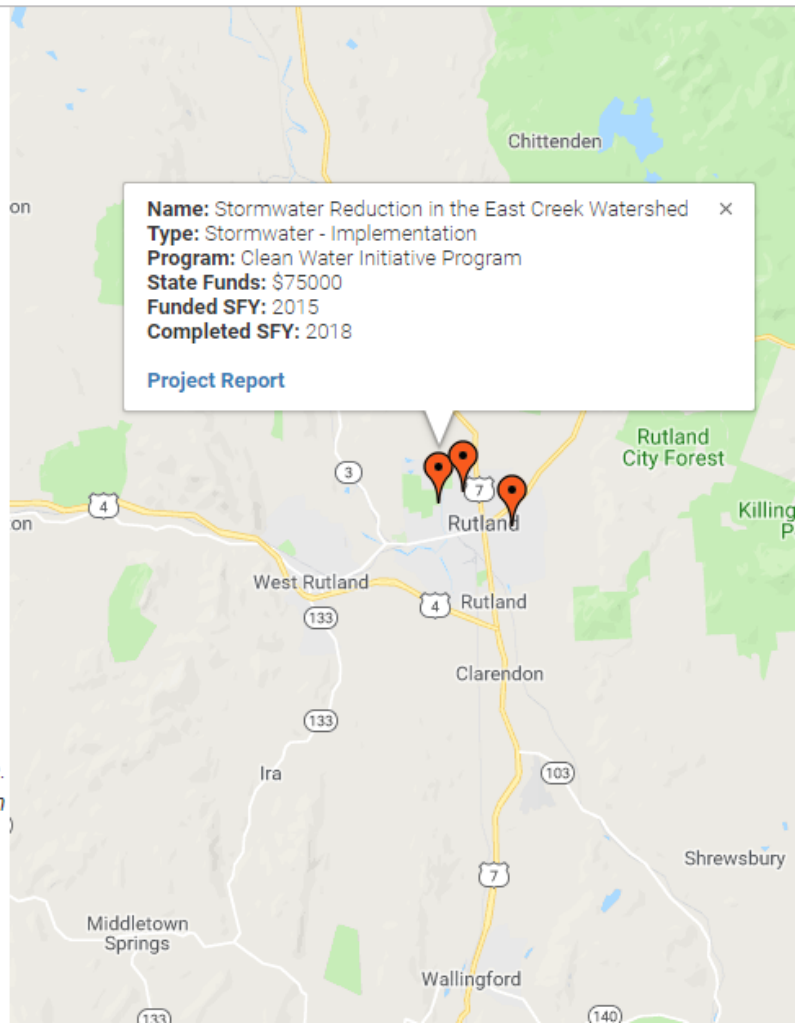 Chittenden
on
Name: Stormwater Reduction in the East Creek Watershed ×
Type: Stormwater - Implementation
Program: Clean Water Initiative Program
State Funds: $75000
Funded SFY: 2015
Completed SFY: 2018
Project Report
Rutland
City Forest
3
7
4
on
Killing
P
Rutland
West Rutland
4
Rutland
133
Clarendon
133
Ira
103
.
n
)
Shrewsbury
7
Middletown
Springs
Wallingford
133
140